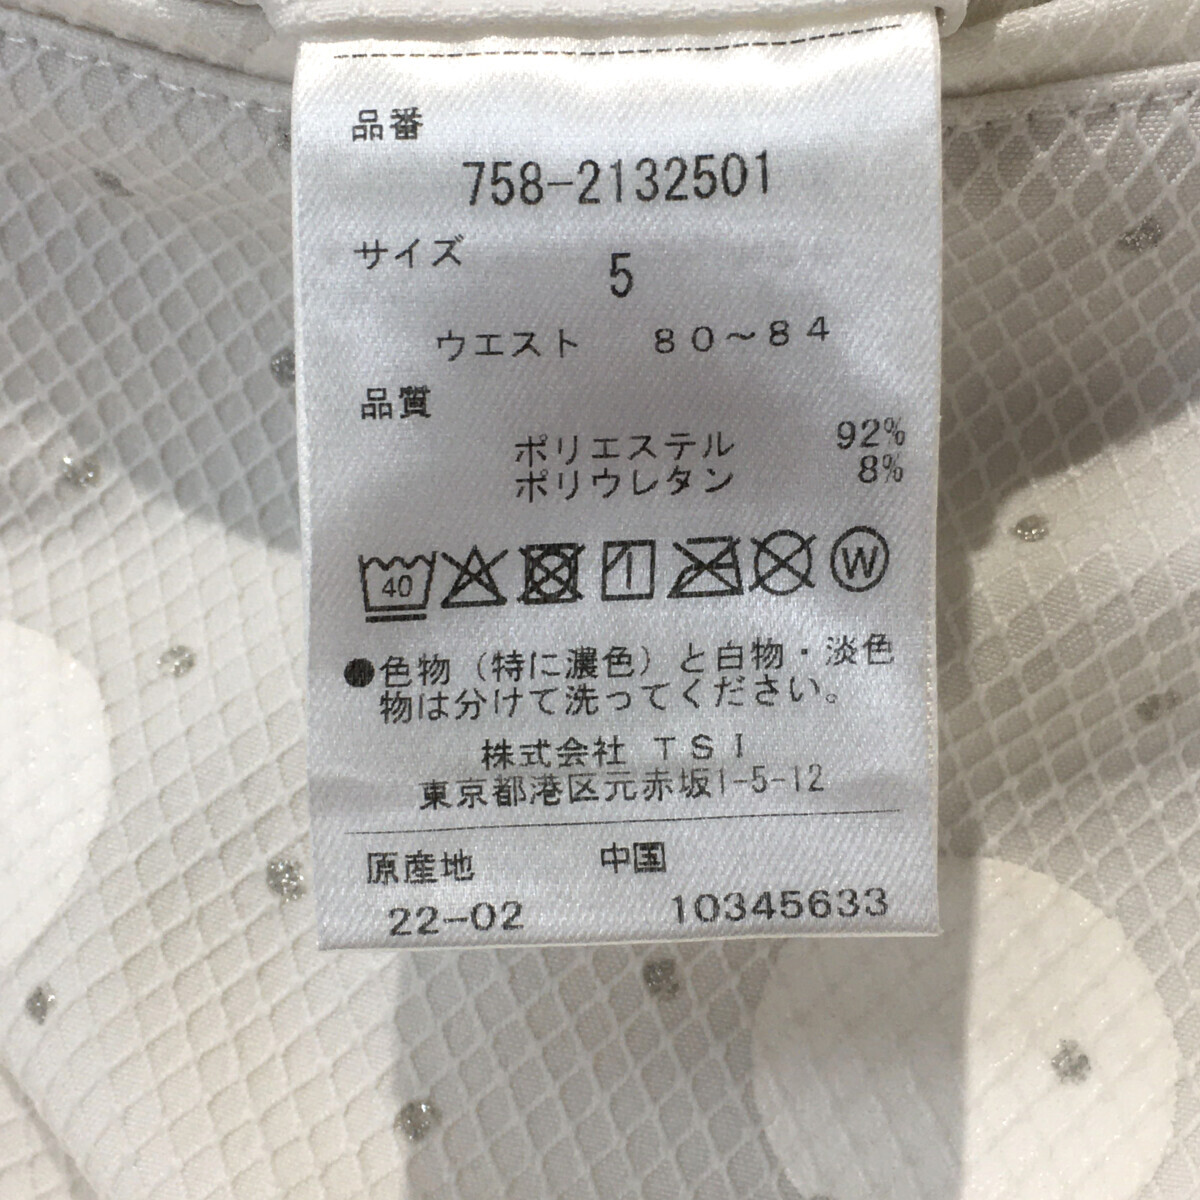 品番
758-2132501
サイズ 5
ウエスト 80〜84
品質
ポリエステル 92%
ポリウレタン 8%
40 W
●色物（特に濃色）と白物・淡色
物は分けて洗ってください。
株式会社 TSI
東京都港区元赤坂1-5-12
原産地 中国
22-02 10345633